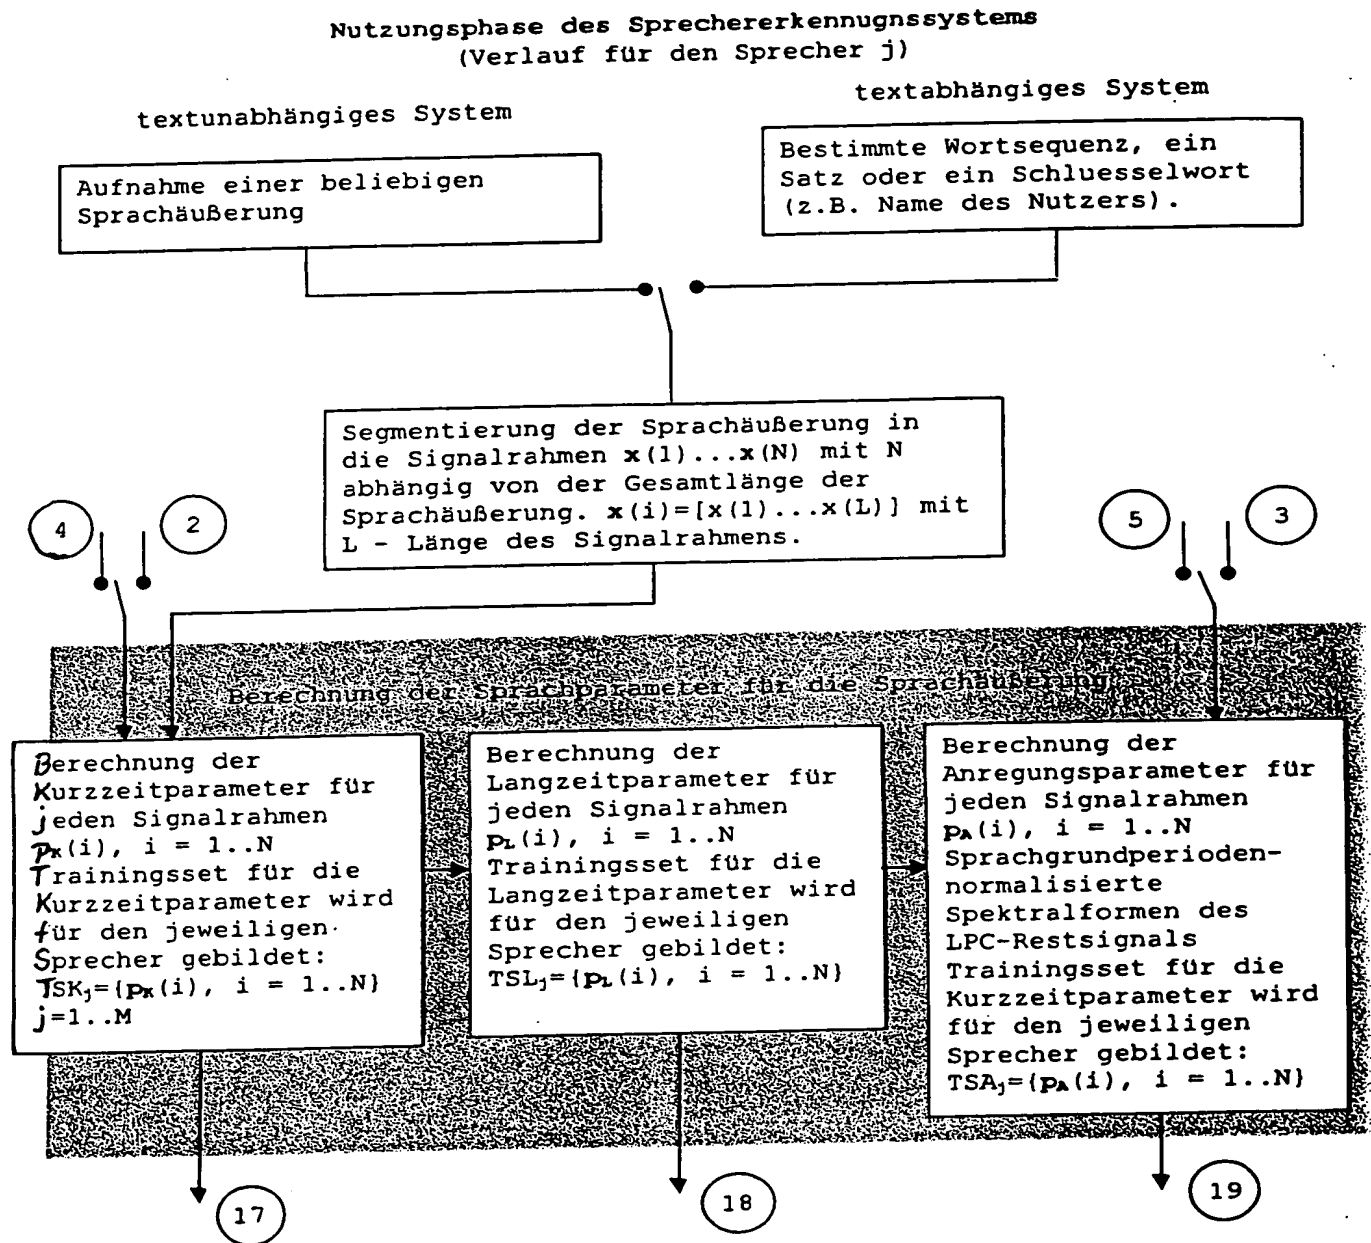 Nutzungsphase des Sprechererkennugnssystems
(Verlauf für den Sprecher j)
textunabhängiges System
textabhängiges System
Aufnahme einer beliebigen
Sprachäußerung
Bestimmte Wortsequenz, ein
Satz oder ein Schluesselwort
(z.B. Name des Nutzers).
Segmentierung der Sprachäußerung in
die Signalrahmen x(1)...x(N) mit N
abhängig von der Gesamtlänge der
Sprachäußerung. x(i)=[x(1)...x(L)] mit
L - Länge des Signalrahmens.
4
2
5
3
Berechnung der Sprachparameter für die Sprachäußerung
Berechnung der
Kurzzeitparameter für
jeden Signalrahmen
pK(i), i = 1..N
Trainingsset für die
Kurzzeitparameter wird
für den jeweiligen
Sprecher gebildet:
TSKj={pK(i), i = 1..N}
j=1..M
Berechnung der
Langzeitparameter für
jeden Signalrahmen
pL(i), i = 1..N
Trainingsset für die
Langzeitparameter wird
für den jeweiligen
Sprecher gebildet:
TSLj={pL(i), i = 1..N}
Berechnung der
Anregungsparameter für
jeden Signalrahmen
pA(i), i = 1..N
Sprachgrundperioden-
normalisierte
Spektralformen des
LPC-Restsignals
Trainingsset für die
Kurzzeitparameter wird
für den jeweiligen
Sprecher gebildet:
TSAj={pA(i), i = 1..N}
17
18
19